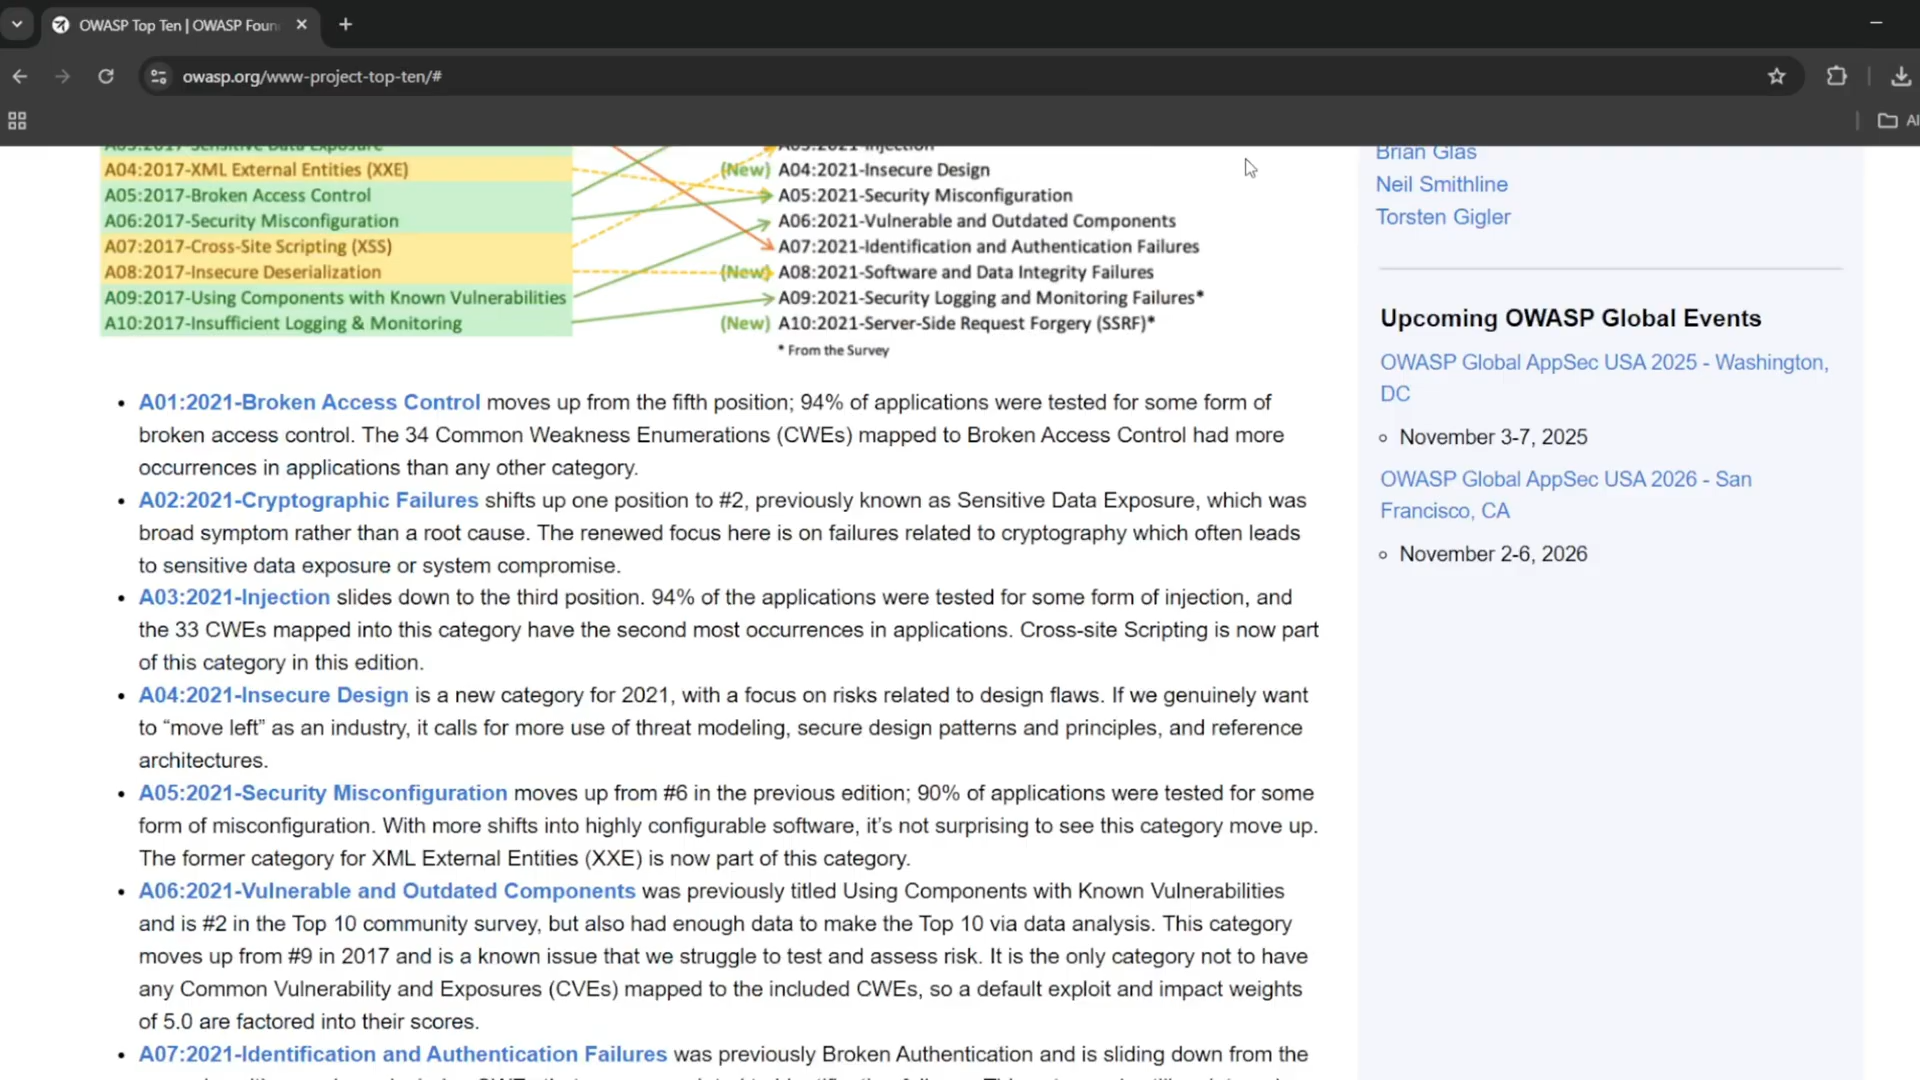 OWASP Top Ten | OWASP Foun
owasp.org/www-project-top-ten/#
A03:2017-Sensitive Data Exposure
A04:2017-XML External Entities (XXE)
A05:2017-Broken Access Control
A06:2017-Security Misconfiguration
A07:2017-Cross-Site Scripting (XSS)
A08:2017-Insecure Deserialization
A09:2017-Using Components with Known Vulnerabilities
A10:2017-Insufficient Logging & Monitoring
A03:2021-Injection
(New) A04:2021-Insecure Design
A05:2021-Security Misconfiguration
A06:2021-Vulnerable and Outdated Components
A07:2021-Identification and Authentication Failures
(New) A08:2021-Software and Data Integrity Failures
A09:2021-Security Logging and Monitoring Failures*
(New) A10:2021-Server-Side Request Forgery (SSRF)*
* From the Survey
A01:2021-Broken Access Control moves up from the fifth position; 94% of applications were tested for some form of
broken access control. The 34 Common Weakness Enumerations (CWEs) mapped to Broken Access Control had more
occurrences in applications than any other category.
A02:2021-Cryptographic Failures shifts up one position to #2, previously known as Sensitive Data Exposure, which was
broad symptom rather than a root cause. The renewed focus here is on failures related to cryptography which often leads
to sensitive data exposure or system compromise.
A03:2021-Injection slides down to the third position. 94% of the applications were tested for some form of injection, and
the 33 CWEs mapped into this category have the second most occurrences in applications. Cross-site Scripting is now part
of this category in this edition.
A04:2021-Insecure Design is a new category for 2021, with a focus on risks related to design flaws. If we genuinely want
to “move left” as an industry, it calls for more use of threat modeling, secure design patterns and principles, and reference
architectures.
A05:2021-Security Misconfiguration moves up from #6 in the previous edition; 90% of applications were tested for some
form of misconfiguration. With more shifts into highly configurable software, it’s not surprising to see this category move up.
The former category for XML External Entities (XXE) is now part of this category.
A06:2021-Vulnerable and Outdated Components was previously titled Using Components with Known Vulnerabilities
and is #2 in the Top 10 community survey, but also had enough data to make the Top 10 via data analysis. This category
moves up from #9 in 2017 and is a known issue that we struggle to test and assess risk. It is the only category not to have
any Common Vulnerability and Exposures (CVEs) mapped to the included CWEs, so a default exploit and impact weights
of 5.0 are factored into their scores.
A07:2021-Identification and Authentication Failures was previously Broken Authentication and is sliding down from the
Brian Glas
Neil Smithline
Torsten Gigler
Upcoming OWASP Global Events
OWASP Global AppSec USA 2025 - Washington,
DC
November 3-7, 2025
OWASP Global AppSec USA 2026 - San
Francisco, CA
November 2-6, 2026